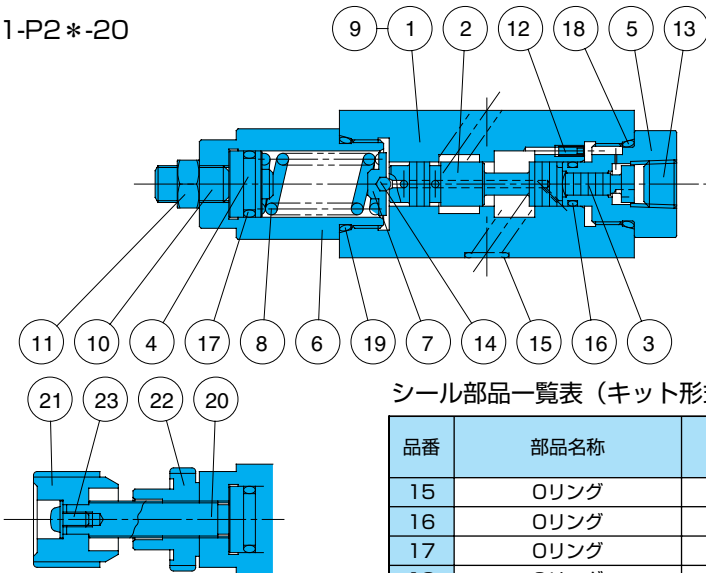 1-P2＊-20
9 1 2 12 18 5 13
11 10 4 17 8 6 19 7 14 15 16 3
21 23 22 20
シール部品一覧表（キット形
品番 部品名称
15 Oリング
16 Oリング
17 Oリング